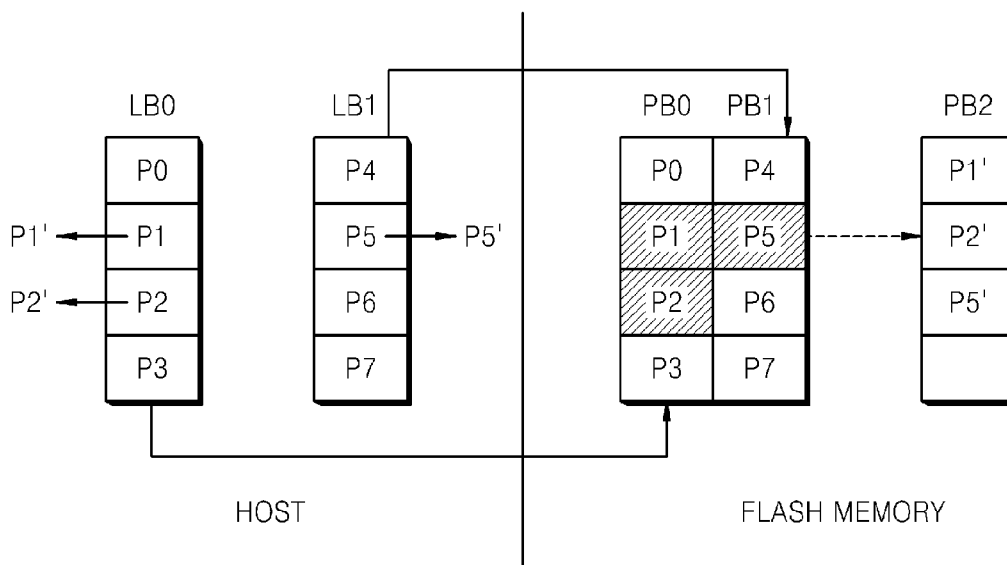 LB0 LB1 PB0 PB1 PB2
P0 P4 P0 P4 P1'
P1' P1 P5 P5' P1 P5 P2'
P2' P2 P6 P2 P6 P5'
P3 P7 P3 P7
HOST FLASH MEMORY